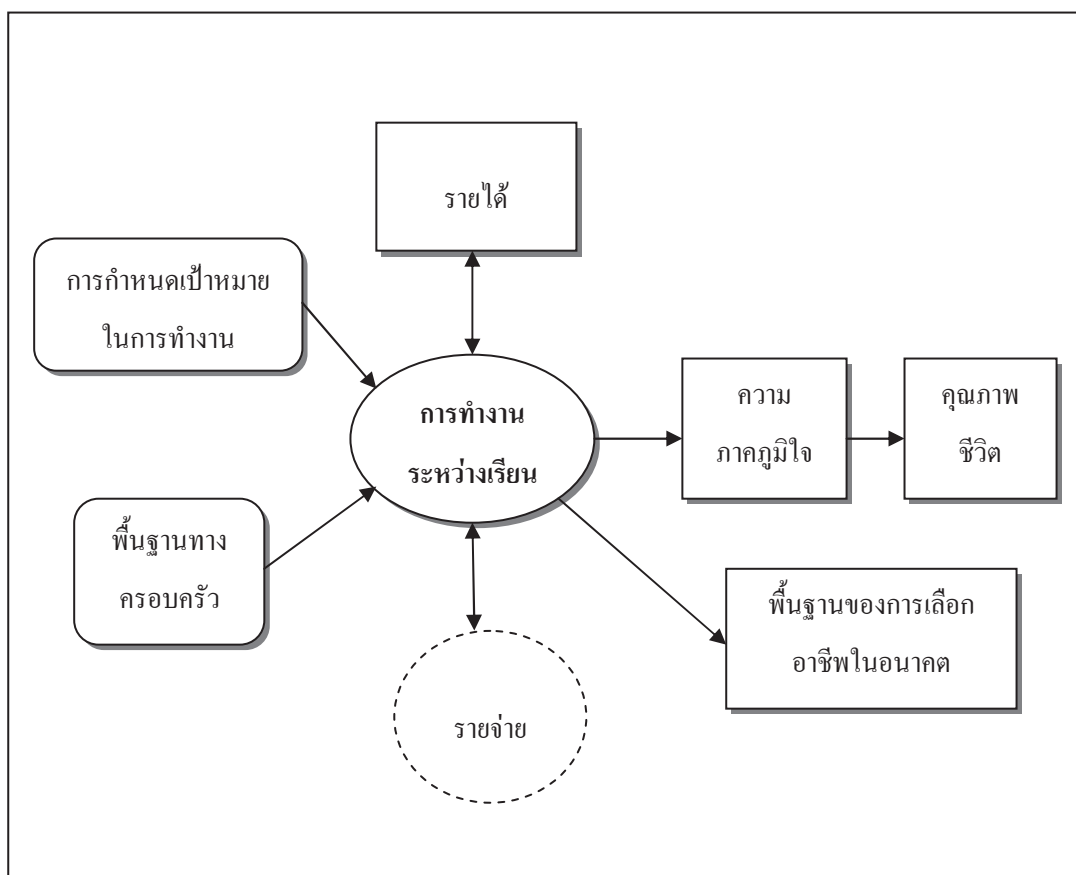 รายได้
การกำหนดเป้าหมาย
ในการทำงาน
การทำงาน
ระหว่างเรียน
ความ
ภาคภูมิใจ
คุณภาพ
ชีวิต
พื้นฐานทาง
ครอบครัว
พื้นฐานของการเลือก
อาชีพในอนาคต
รายจ่าย